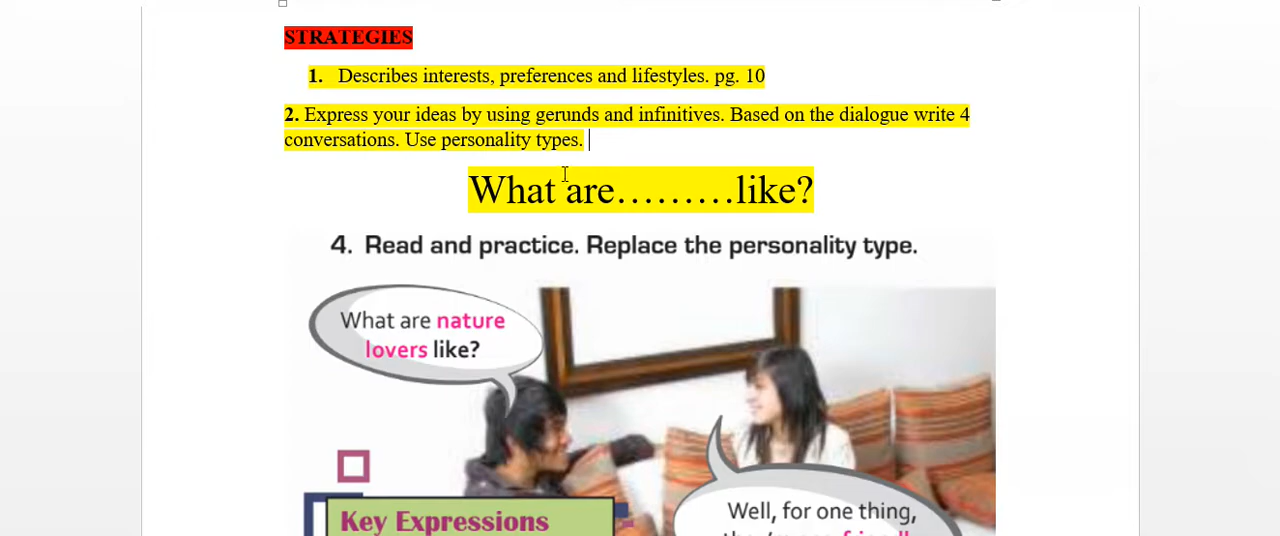 STRATEGIES
1. Describes interests, preferences and lifestyles. pg. 10
2. Express your ideas by using gerunds and infinitives. Based on the dialogue write 4
conversations. Use personality types.
What are………like?
4. Read and practice. Replace the personality type.
What are nature
lovers like?
Key Expressions
Well, for one thing,